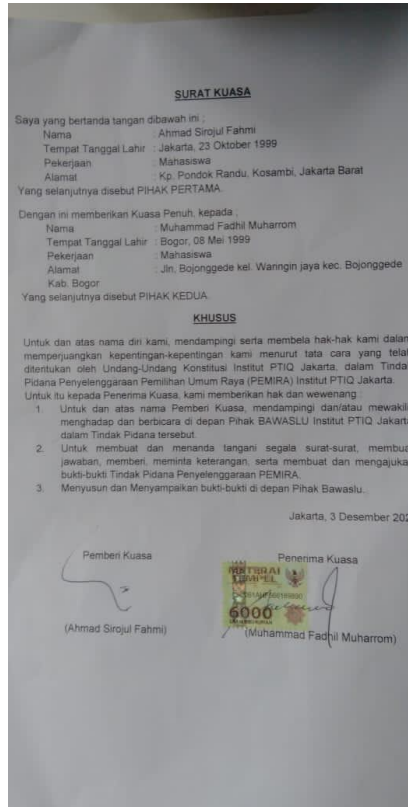 SURAT KUASA
Saya yang bertanda tangan dibawah ini :
Nama : Ahmad Sirojul Fahmi
Tempat Tanggal Lahir : Jakarta, 23 Oktober 1999
Pekerjaan : Mahasiswa
Alamat : Kp. Pondok Randu, Kosambi, Jakarta Barat
Yang selanjutnya disebut PIHAK PERTAMA.
Dengan ini memberikan Kuasa Penuh, kepada :
Nama : Muhammad Fadhil Muharrom
Tempat Tanggal Lahir : Bogor, 08 Mei 1999
Pekerjaan : Mahasiswa
Alamat : Jln. Bojonggede kel. Waringin jaya kec. Bojonggede
Kab. Bogor
Yang selanjutnya disebut PIHAK KEDUA.
KHUSUS
Untuk dan atas nama diri kami, mendampingi serta membela hak-hak kami dalam
memperjuangkan kepentingan-kepentingan kami menurut tata cara yang tela
ditentukan oleh Undang-Undang Konstitusi Institut PTIQ Jakarta, dalam Tinda
Pidana Penyelenggaraan Pemilihan Umum Raya (PEMIRA) Institut PTIQ Jakarta.
Untuk itu kepada Penerima Kuasa, kami memberikan hak dan wewenang :
1. Untuk dan atas nama Pemberi Kuasa, mendampingi dan/atau mewakil
menghadap dan berbicara di depan Pihak BAWASLU Institut PTIQ Jakart
dalam Tindak Pidana tersebut.
2. Untuk membuat dan menanda tangani segala surat-surat, membua
jawaban, memberi, meminta keterangan, serta membuat dan mengajuka
bukti-bukti Tindak Pidana Penyelenggaraan PEMIRA.
3. Menyusun dan Menyampaikan bukti-bukti di depan Pihak Bawaslu..
Jakarta, 3 Desember 202
Pemberi Kuasa
Penerima Kuasa
METERAI
TEMPEL
6000
(Ahmad Sirojul Fahmi)
(Muhammad Fadhil Muharrom)